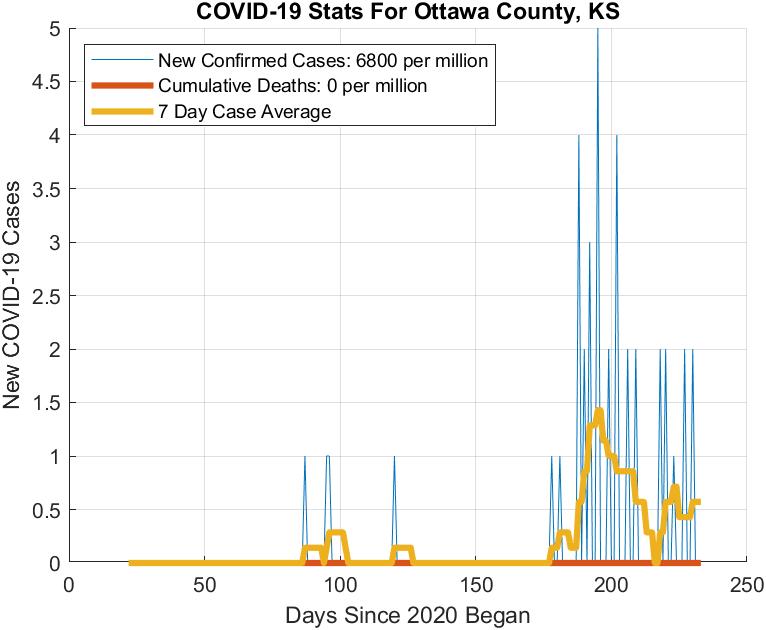 COVID-19 Stats For Ottawa County, KS
New Confirmed Cases: 6800 per million
Cumulative Deaths: 0 per million
7 Day Case Average
New COVID-19 Cases
5
4.5
4
3.5
3
2.5
2
1.5
1
0.5
0
0 50 100 150 200 250
Days Since 2020 Began